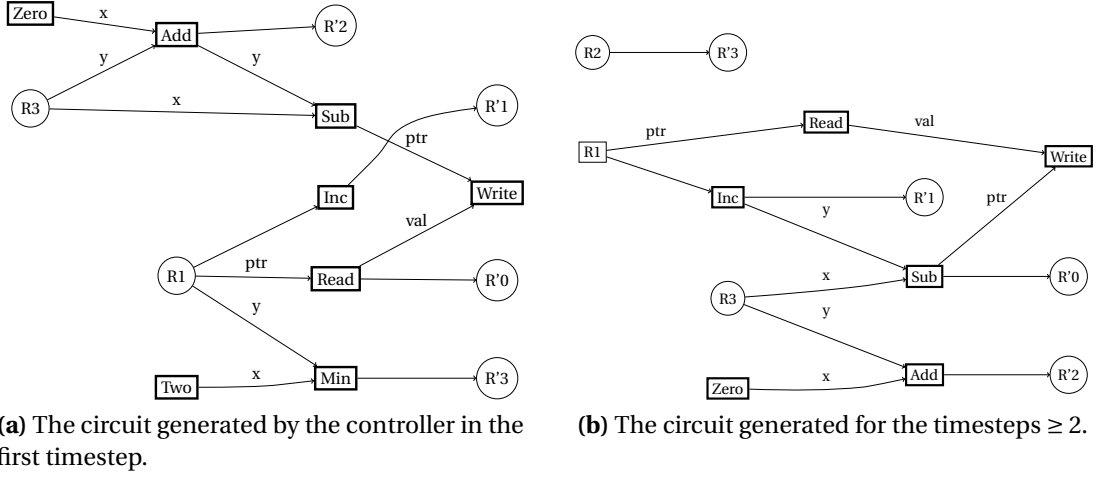 Zero
x
Add
R'2
y
y
R3
x
Sub
R'1
ptr
Inc
Write
val
R1
ptr
Read
R'0
y
Two
x
Min
R'3
(a) The circuit generated by the controller in the
first timestep.
R2
R'3
Read
ptr
val
R1
Write
Inc
R'1
y
ptr
x
Sub
R'0
R3
y
Zero
x
Add
R'2
(b) The circuit generated for the timesteps ≥ 2.